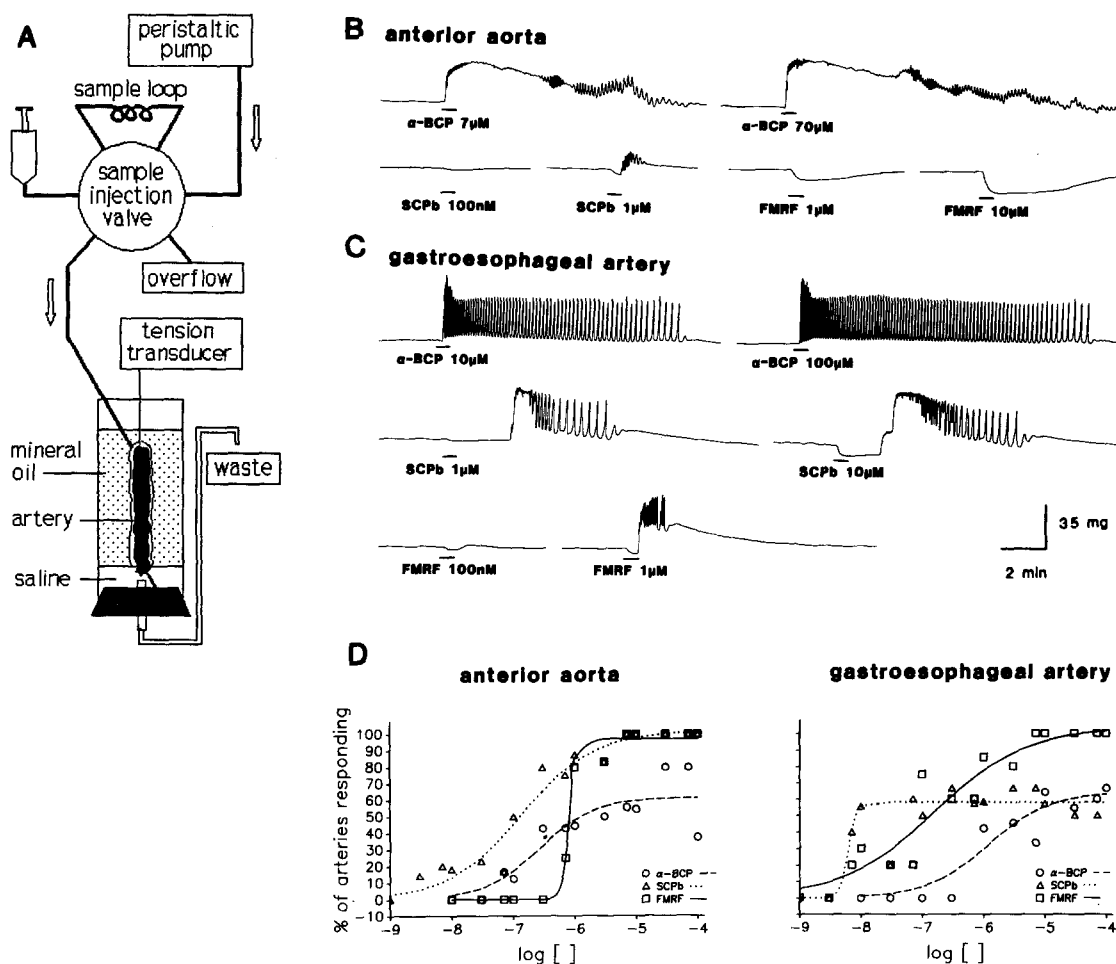 A
peristaltic
pump
sample loop
sample
injection
valve
overflow
tension
transducer
mineral
oil
waste
artery
saline
B
anterior aorta
α-BCP 7μM
α-BCP 70μM
SCPb 100nM
SCPb 1μM
FMRF 1μM
FMRF 10μM
C
gastroesophageal artery
α-BCP 10μM
α-BCP 100μM
SCPb 1μM
SCPb 10μM
FMRF 100nM
FMRF 1μM
35 mg
2 min
D
anterior aorta
% of arteries responding
100
90
80
70
60
50
40
30
20
10
0
-10
α-BCP
SCPb
FMRF
-9 -8 -7 -6 -5 -4
log [ ]
gastroesophageal artery
α-BCP
SCPb
FMRF
-9 -8 -7 -6 -5 -4
log [ ]